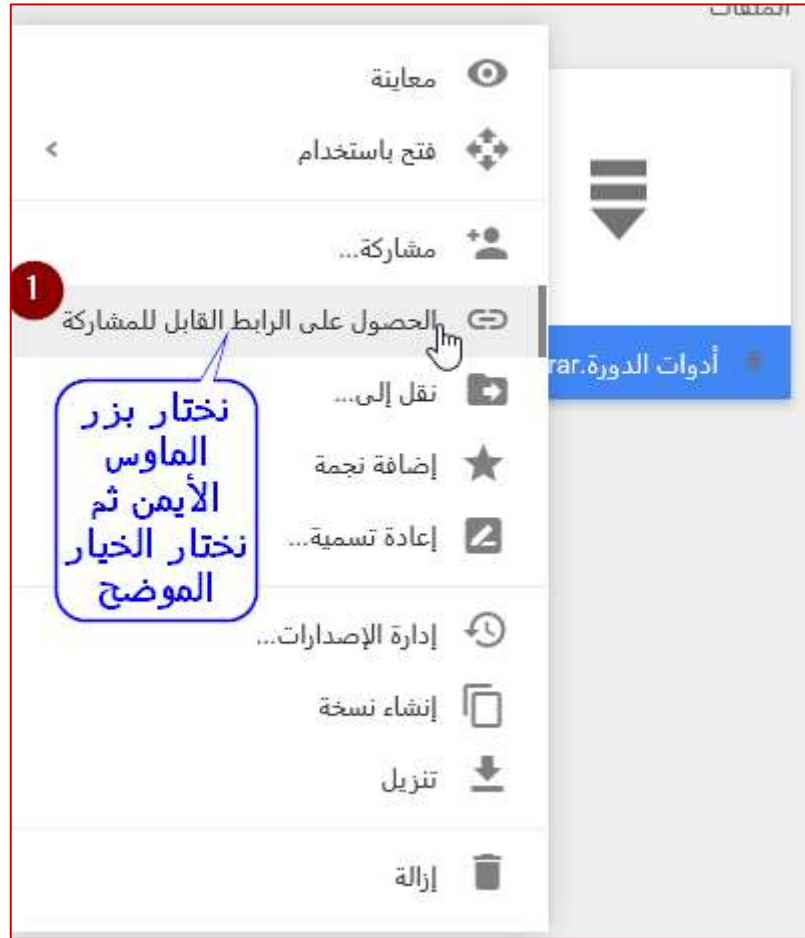 الملفات
معاينة
فتح باستخدام
مشاركة...
1
الحصول على الرابط القابل للمشاركة
نقل إلى...
إضافة نجمة
إعادة تسمية...
إدارة الإصدارات...
إنشاء نسخة
تنزيل
إزالة
أدوات الدورة.rar
نختار بزر
الماوس
الأيمن ثم
نختار الخيار
الموضح